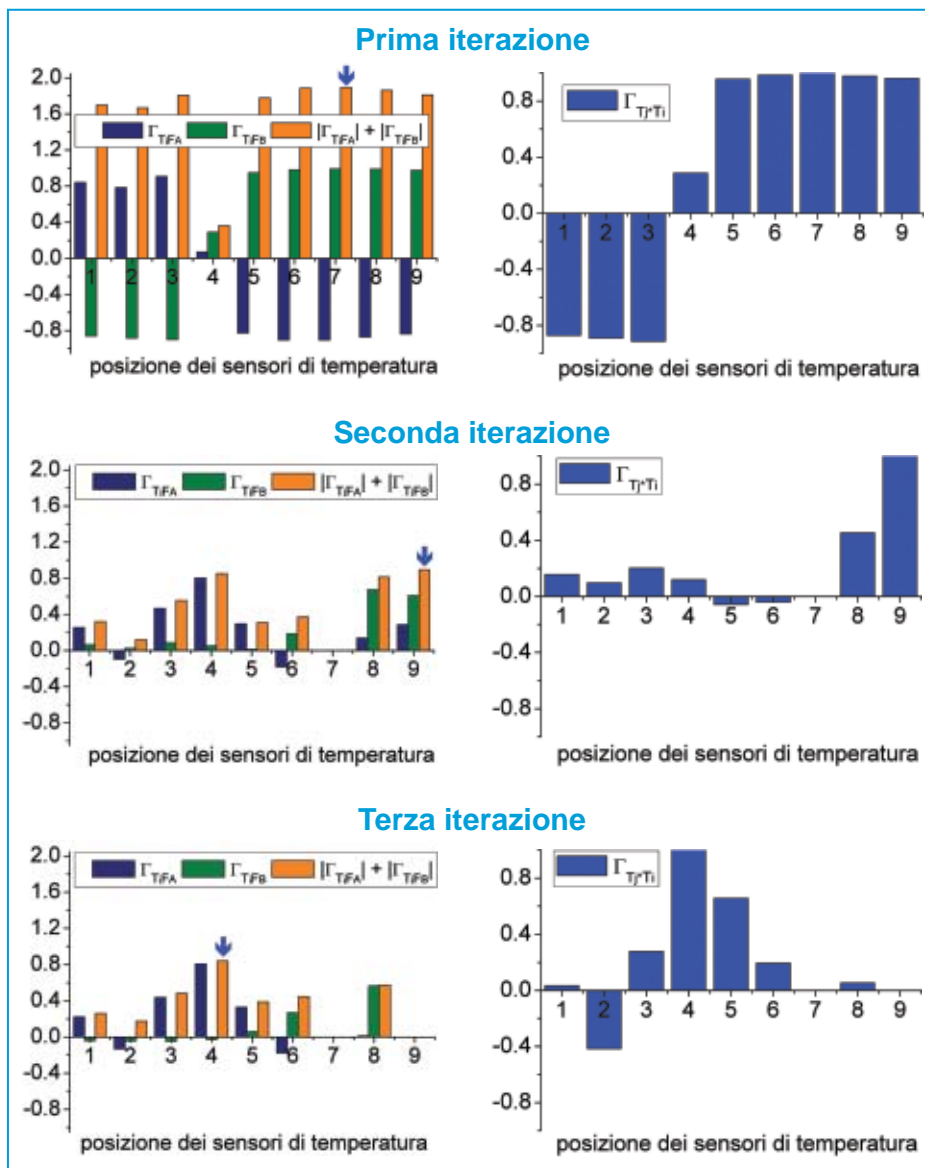 Prima iterazione
2.0
1.6
1.2
0.8
0.4
0.0
-0.4
-0.8
Γ_TiFA Γ_TiFB |Γ_TiFA| + |Γ_TiFB|
1 2 3 4 5 6 7 8 9
posizione dei sensori di temperatura
0.8
0.4
0.0
-0.4
-0.8
Γ_Tj*Ti
1 2 3 4 5 6 7 8 9
posizione dei sensori di temperatura
Seconda iterazione
2.0
1.6
1.2
0.8
0.4
0.0
-0.4
-0.8
Γ_TiFA Γ_TiFB |Γ_TiFA| + |Γ_TiFB|
1 2 3 4 5 6 7 8 9
posizione dei sensori di temperatura
0.8
0.4
0.0
-0.4
-0.8
Γ_Tj*Ti
1 2 3 4 5 6 7 8 9
posizione dei sensori di temperatura
Terza iterazione
2.0
1.6
1.2
0.8
0.4
0.0
-0.4
-0.8
Γ_TiFA Γ_TiFB |Γ_TiFA| + |Γ_TiFB|
1 2 3 4 5 6 7 8 9
posizione dei sensori di temperatura
0.8
0.4
0.0
-0.4
-0.8
Γ_Tj*Ti
1 2 3 4 5 6 7 8 9
posizione dei sensori di temperatura